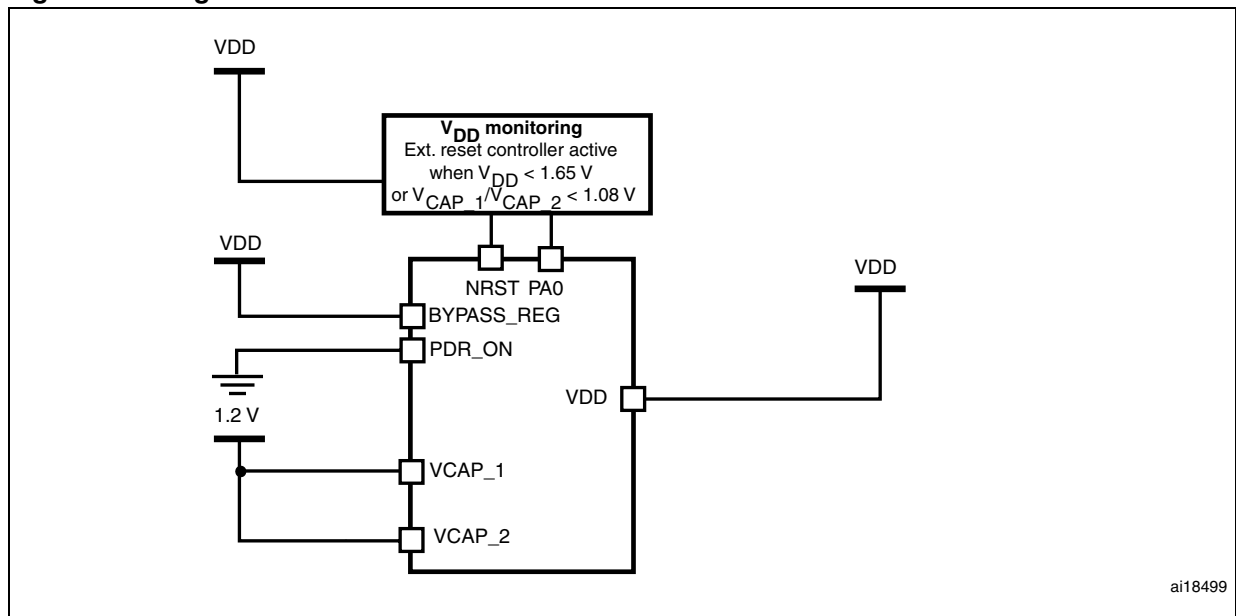 VDD
VDD monitoring
Ext. reset controller active
when VDD < 1.65 V
or VCAP_1/VCAP_2 < 1.08 V
VDD
NRST PA0
VDD
BYPASS_REG
PDR_ON
VDD
1.2 V
VCAP_1
VCAP_2
ai18499